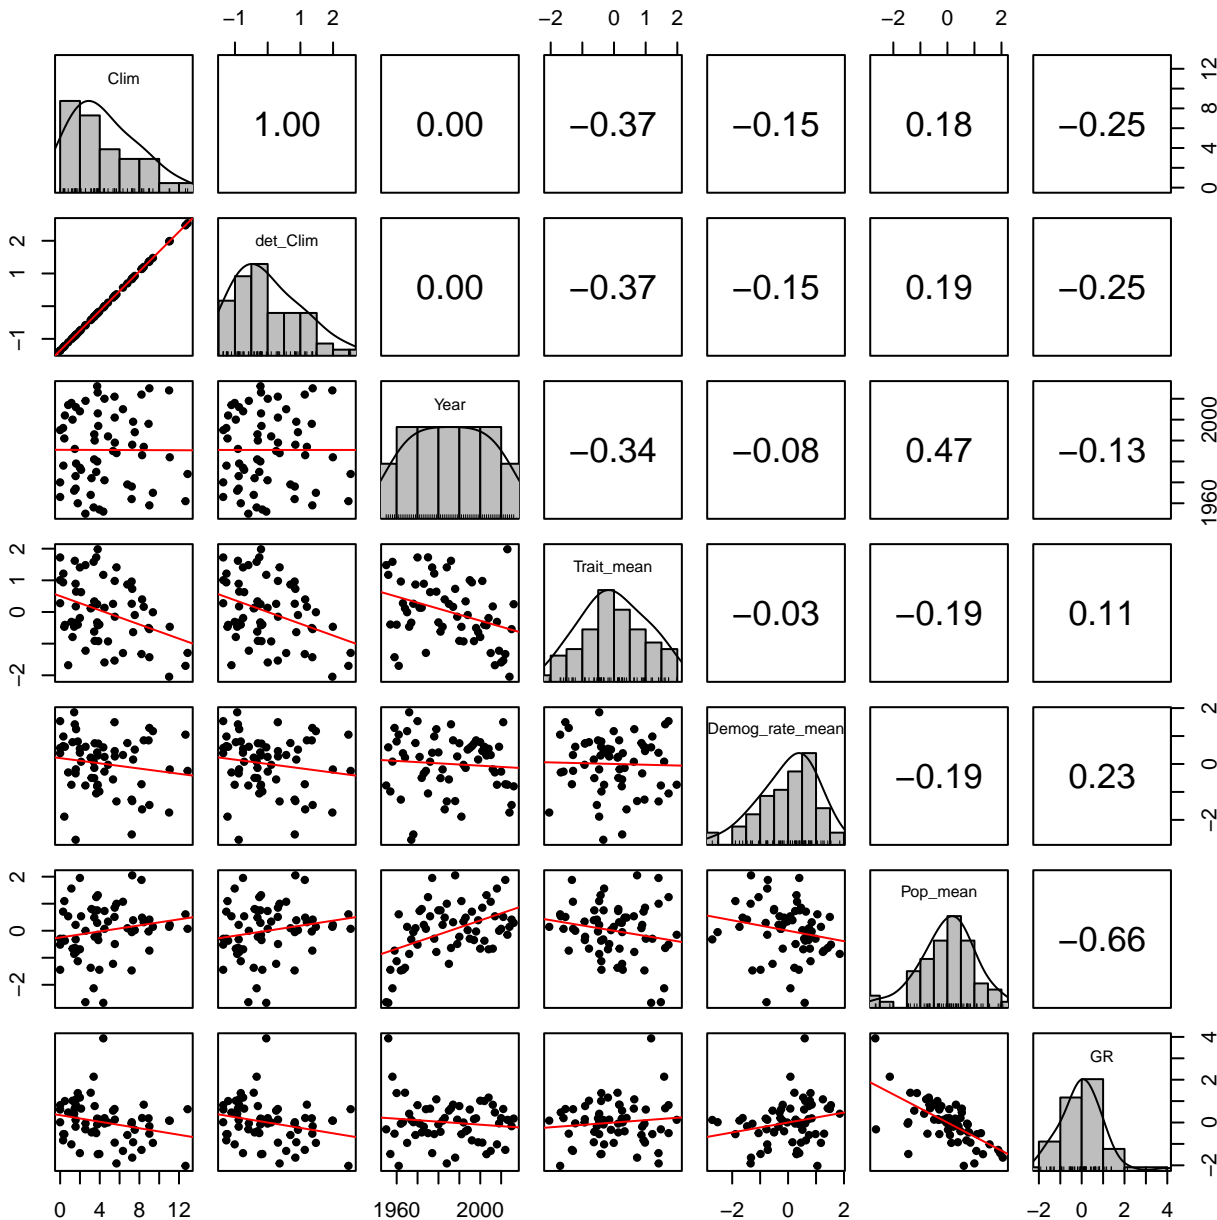 −1 1 2 −2 0 1 2 −2 0 1 2
Clim
1.00 0.00 −0.37 −0.15 0.18 −0.25
0 4 8 12
det_Clim
0.00 −0.37 −0.15 0.19 −0.25
−1 1 2
Year
−0.34 −0.08 0.47 −0.13
1960 2000
Trait_mean
−0.03 −0.19 0.11
−2 0 1 2
Demog_rate_mean
−0.19 0.23
−2 0 2
Pop_mean
−0.66
−2 0 1 2
GR
−2 0 2 4
0 4 8 12 1960 2000 −2 0 2 −2 0 2 4